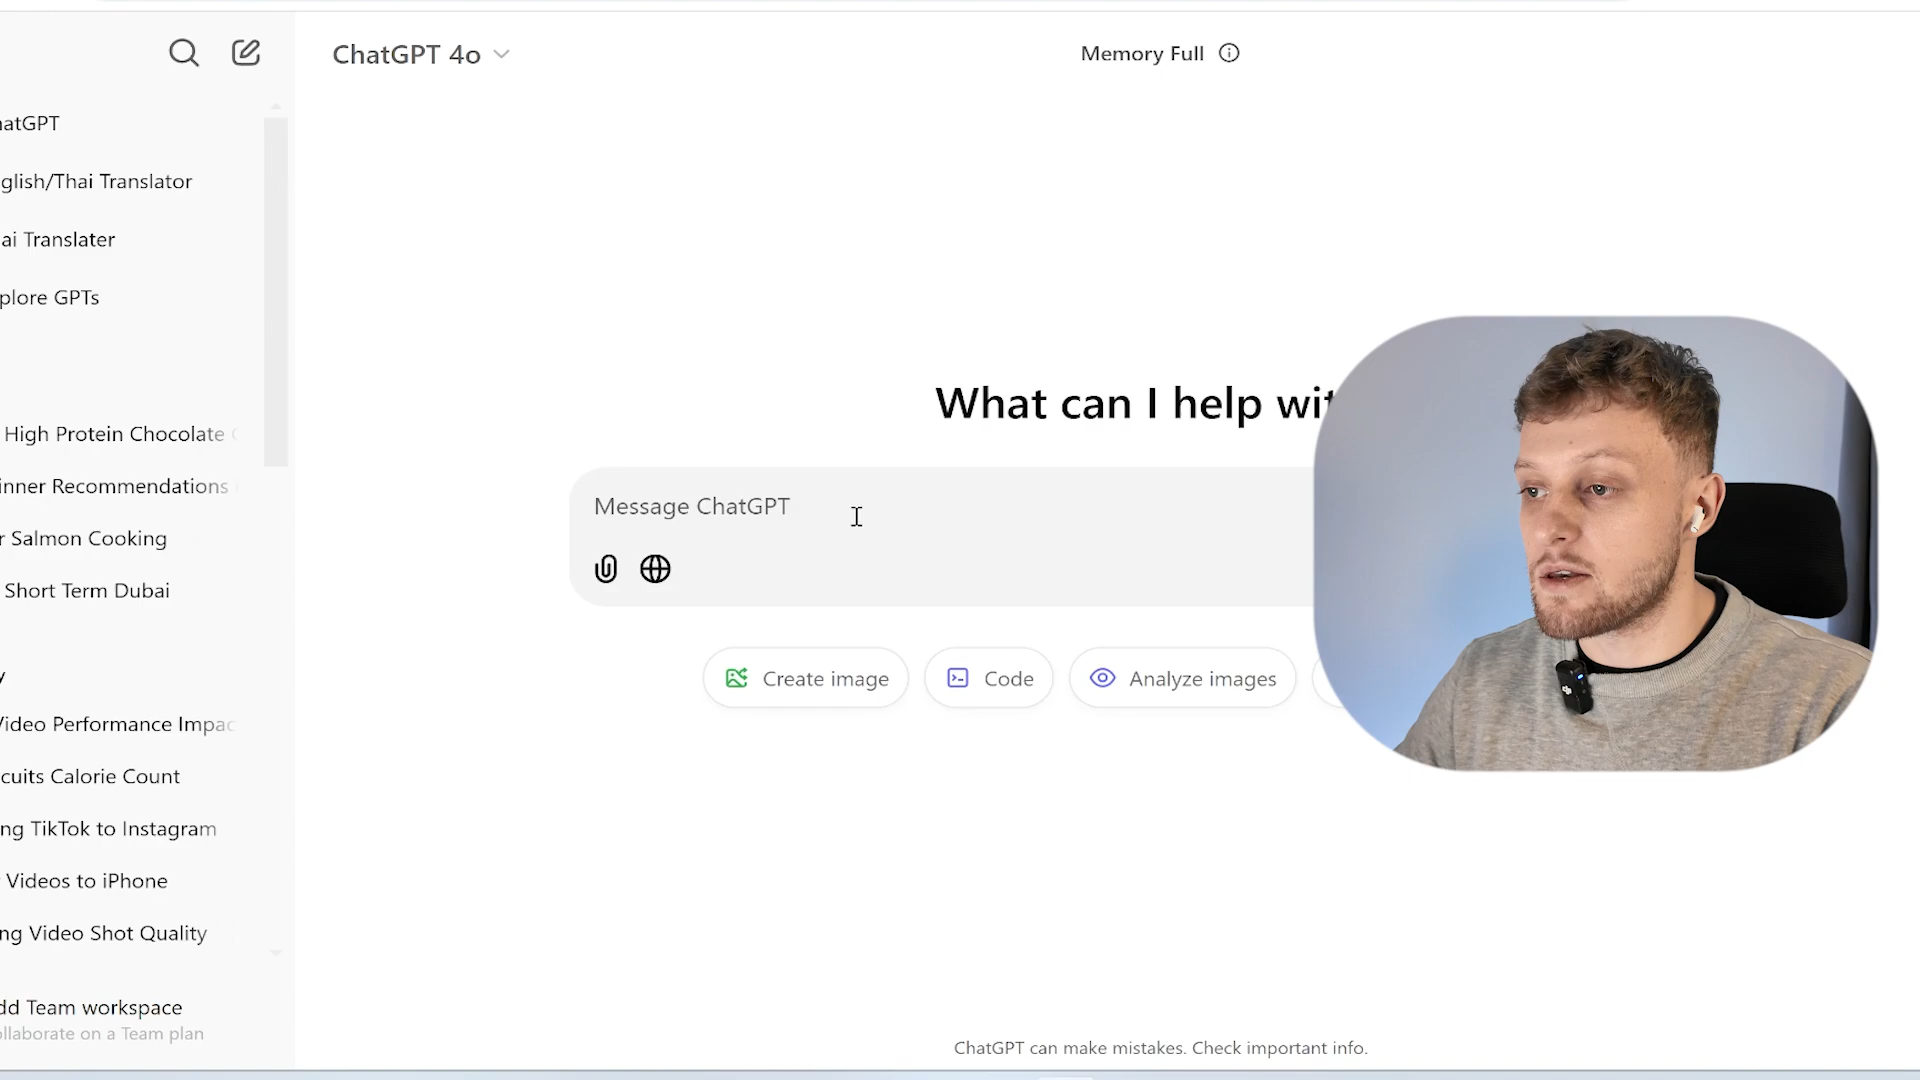 ChatGPT 4o
Memory Full
hatGPT
glish/Thai Translator
ai Translater
plore GPTs
High Protein Chocolate
inner Recommendations
r Salmon Cooking
Short Term Dubai
y
Video Performance Impac
cuits Calorie Count
ng TikTok to Instagram
Videos to iPhone
ng Video Shot Quality
dd Team workspace
ollaborate on a Team plan
What can I help wit
Message ChatGPT
Create image
Code
Analyze images
ChatGPT can make mistakes. Check important info.